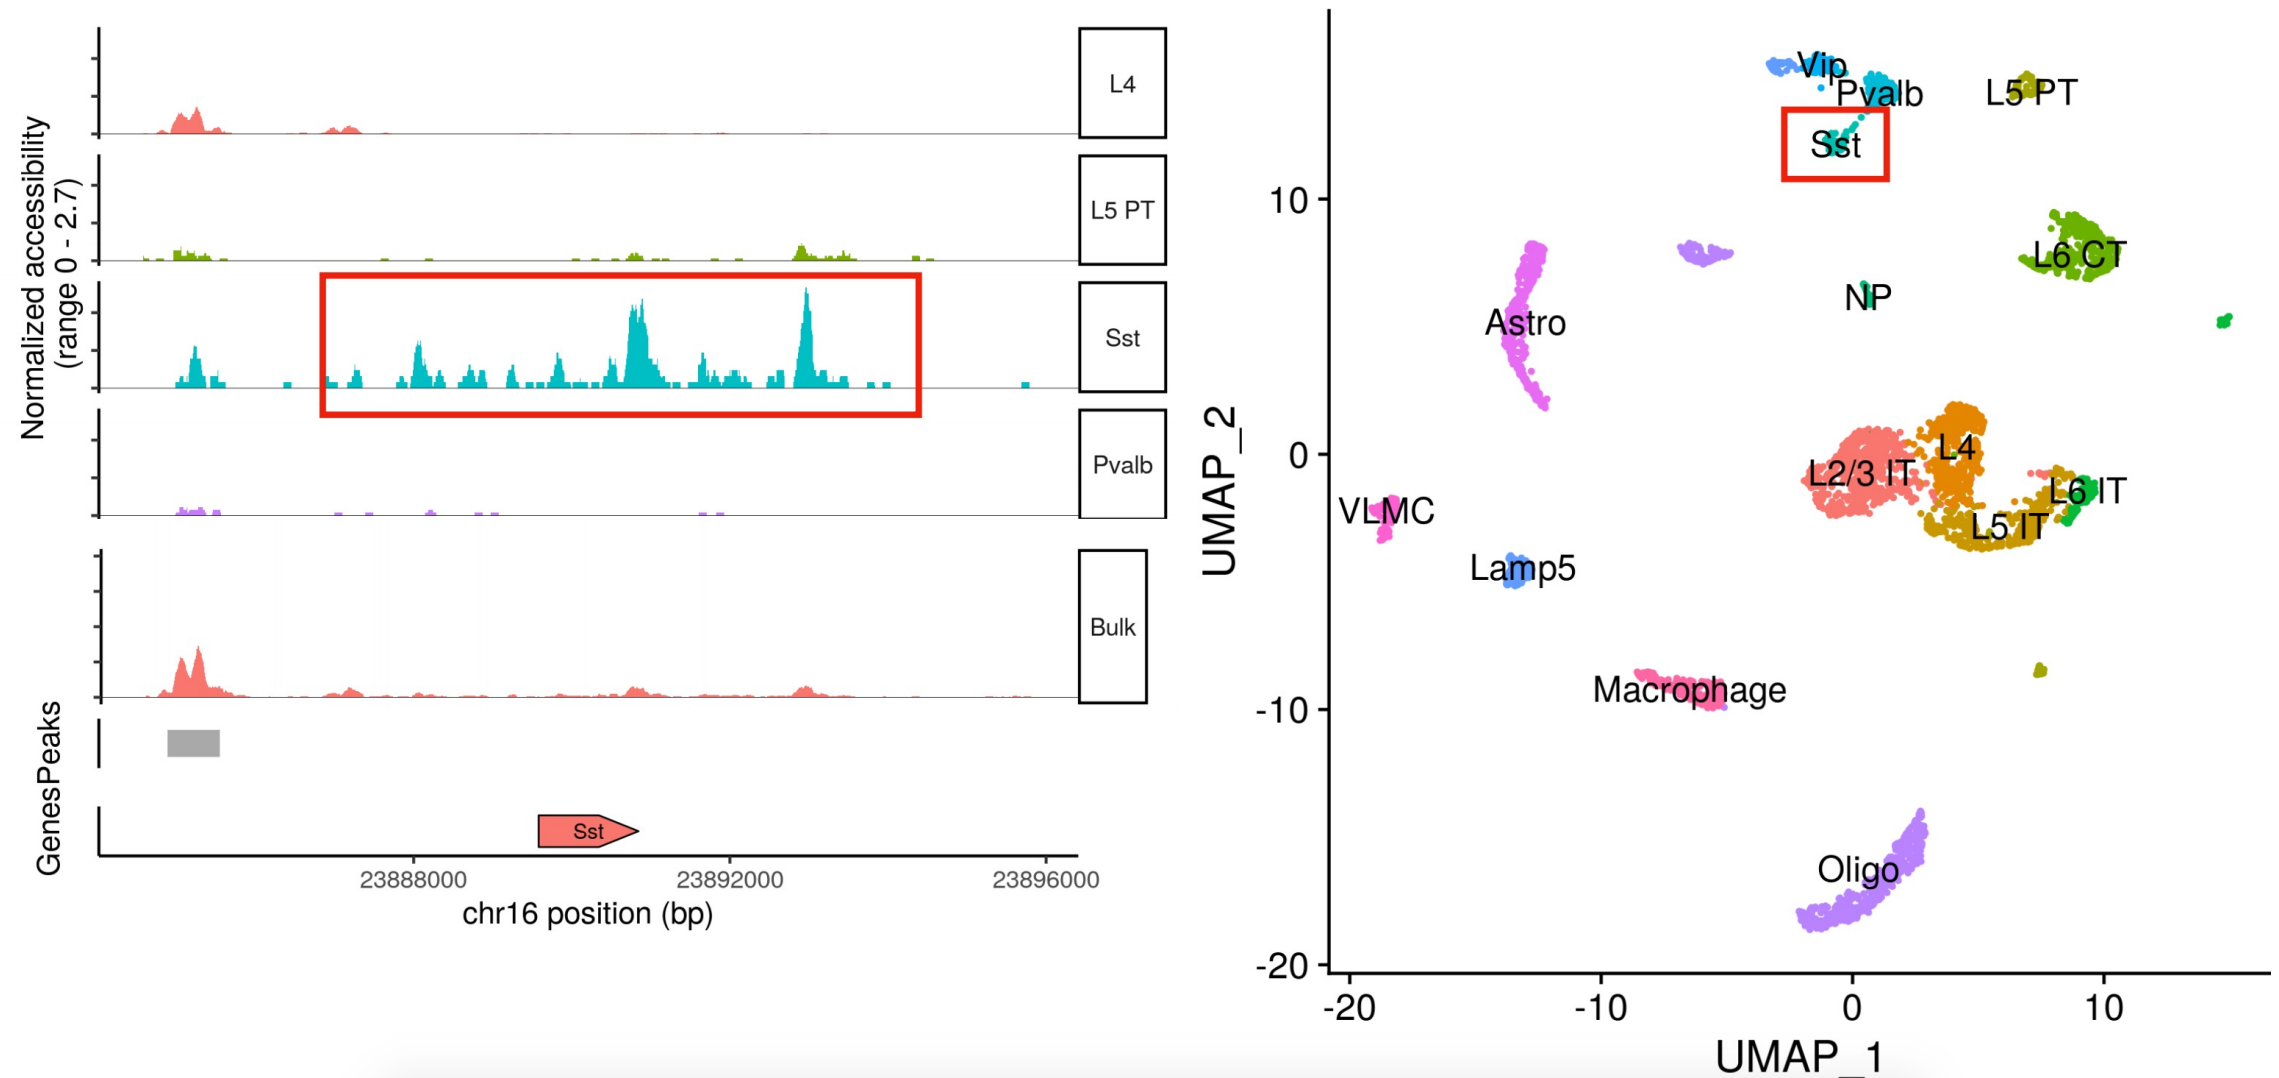 Normalized accessibility
(range 0 - 2.7)
L4
L5 PT
Sst
Pvalb
Bulk
Peaks
Genes
Sst
23888000
23892000
23896000
chr16 position (bp)
UMAP_2
10
0
-10
-20
Vip
Pvalb
L5 PT
Sst
L6 CT
NP
Astro
L4
L2/3 IT
L6 IT
VLMC
L5 IT
Lamp5
Macrophage
Oligo
-20
-10
0
10
UMAP_1